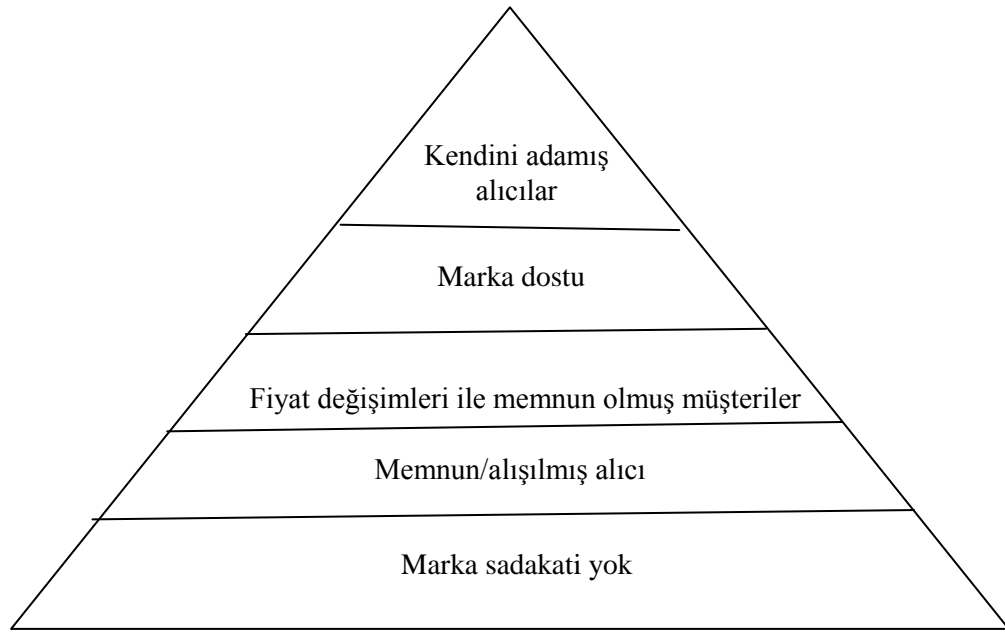 Kendini adamış
alıcılar
Marka dostu
Fiyat değişimleri ile memnun olmuş müşteriler
Memnun/alışılmış alıcı
Marka sadakati yok